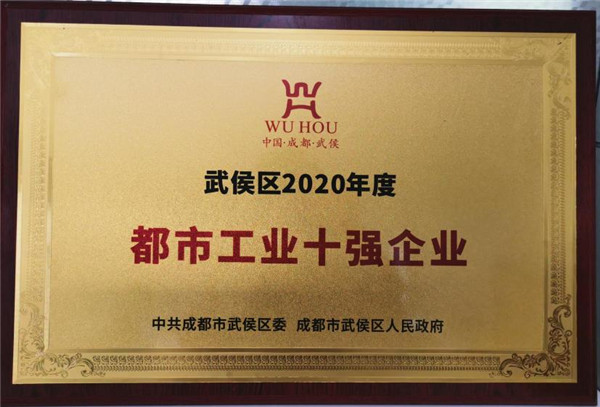 WU HOU
中国·成都·武侯
武侯区2020年度
都市工业十强企业
中共成都市武侯区委 成都市武侯区人民政府